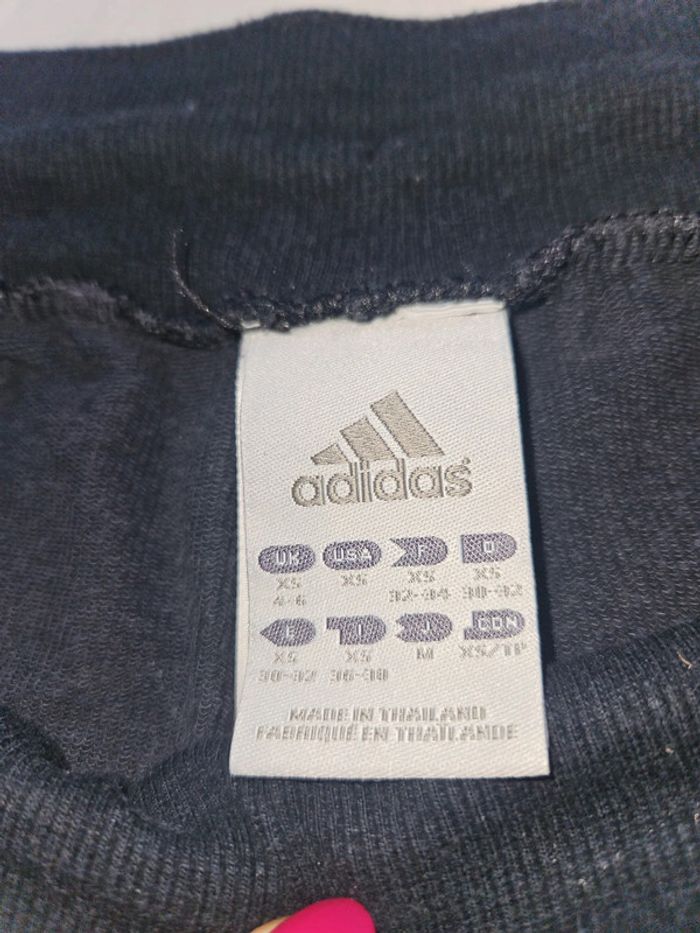 adidas
UK USA F D
XS XS XS XS
4-6 32-34 30-32
E I J CDN
XS XS M XS/TP
30-32 36-38
MADE IN THAILAND
FABRIQUÉ EN THAÏLANDE